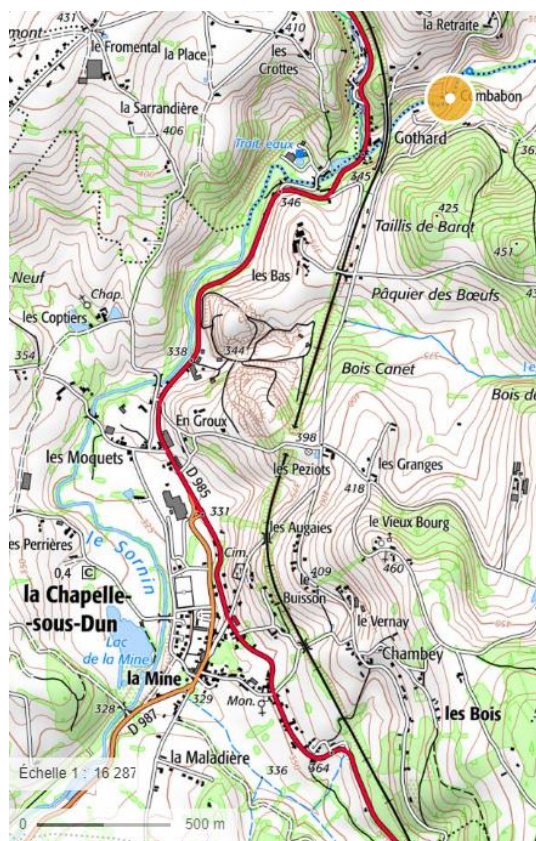 431
410
la Retraite
mont
le Fromental
la Place
les
Crottes
la Sarrandière
406
Trait. eaux
Gothard
346
345
425
Taillis de Barot
451
Neuf
Chap.
les Bas
Pâquier des Bœufs
les Coptiers
354
338
344
Bois Canet
Bois de
En Groux
398
les Moquets
les Peziots
les Granges
D 985
418
331
les Augaies
le Vieux Bourg
es Perrières
le Sornin
Cim.
409
460
0,4 C
le
Buisson
la Chapelle-
-sous-Dun
le Vernay
Lac
de la Mine
Chambey
la Mine
328
329
Mon.
les Bois
D 987
la Maladière
336
364
Échelle 1 : 16 287
0 500 m